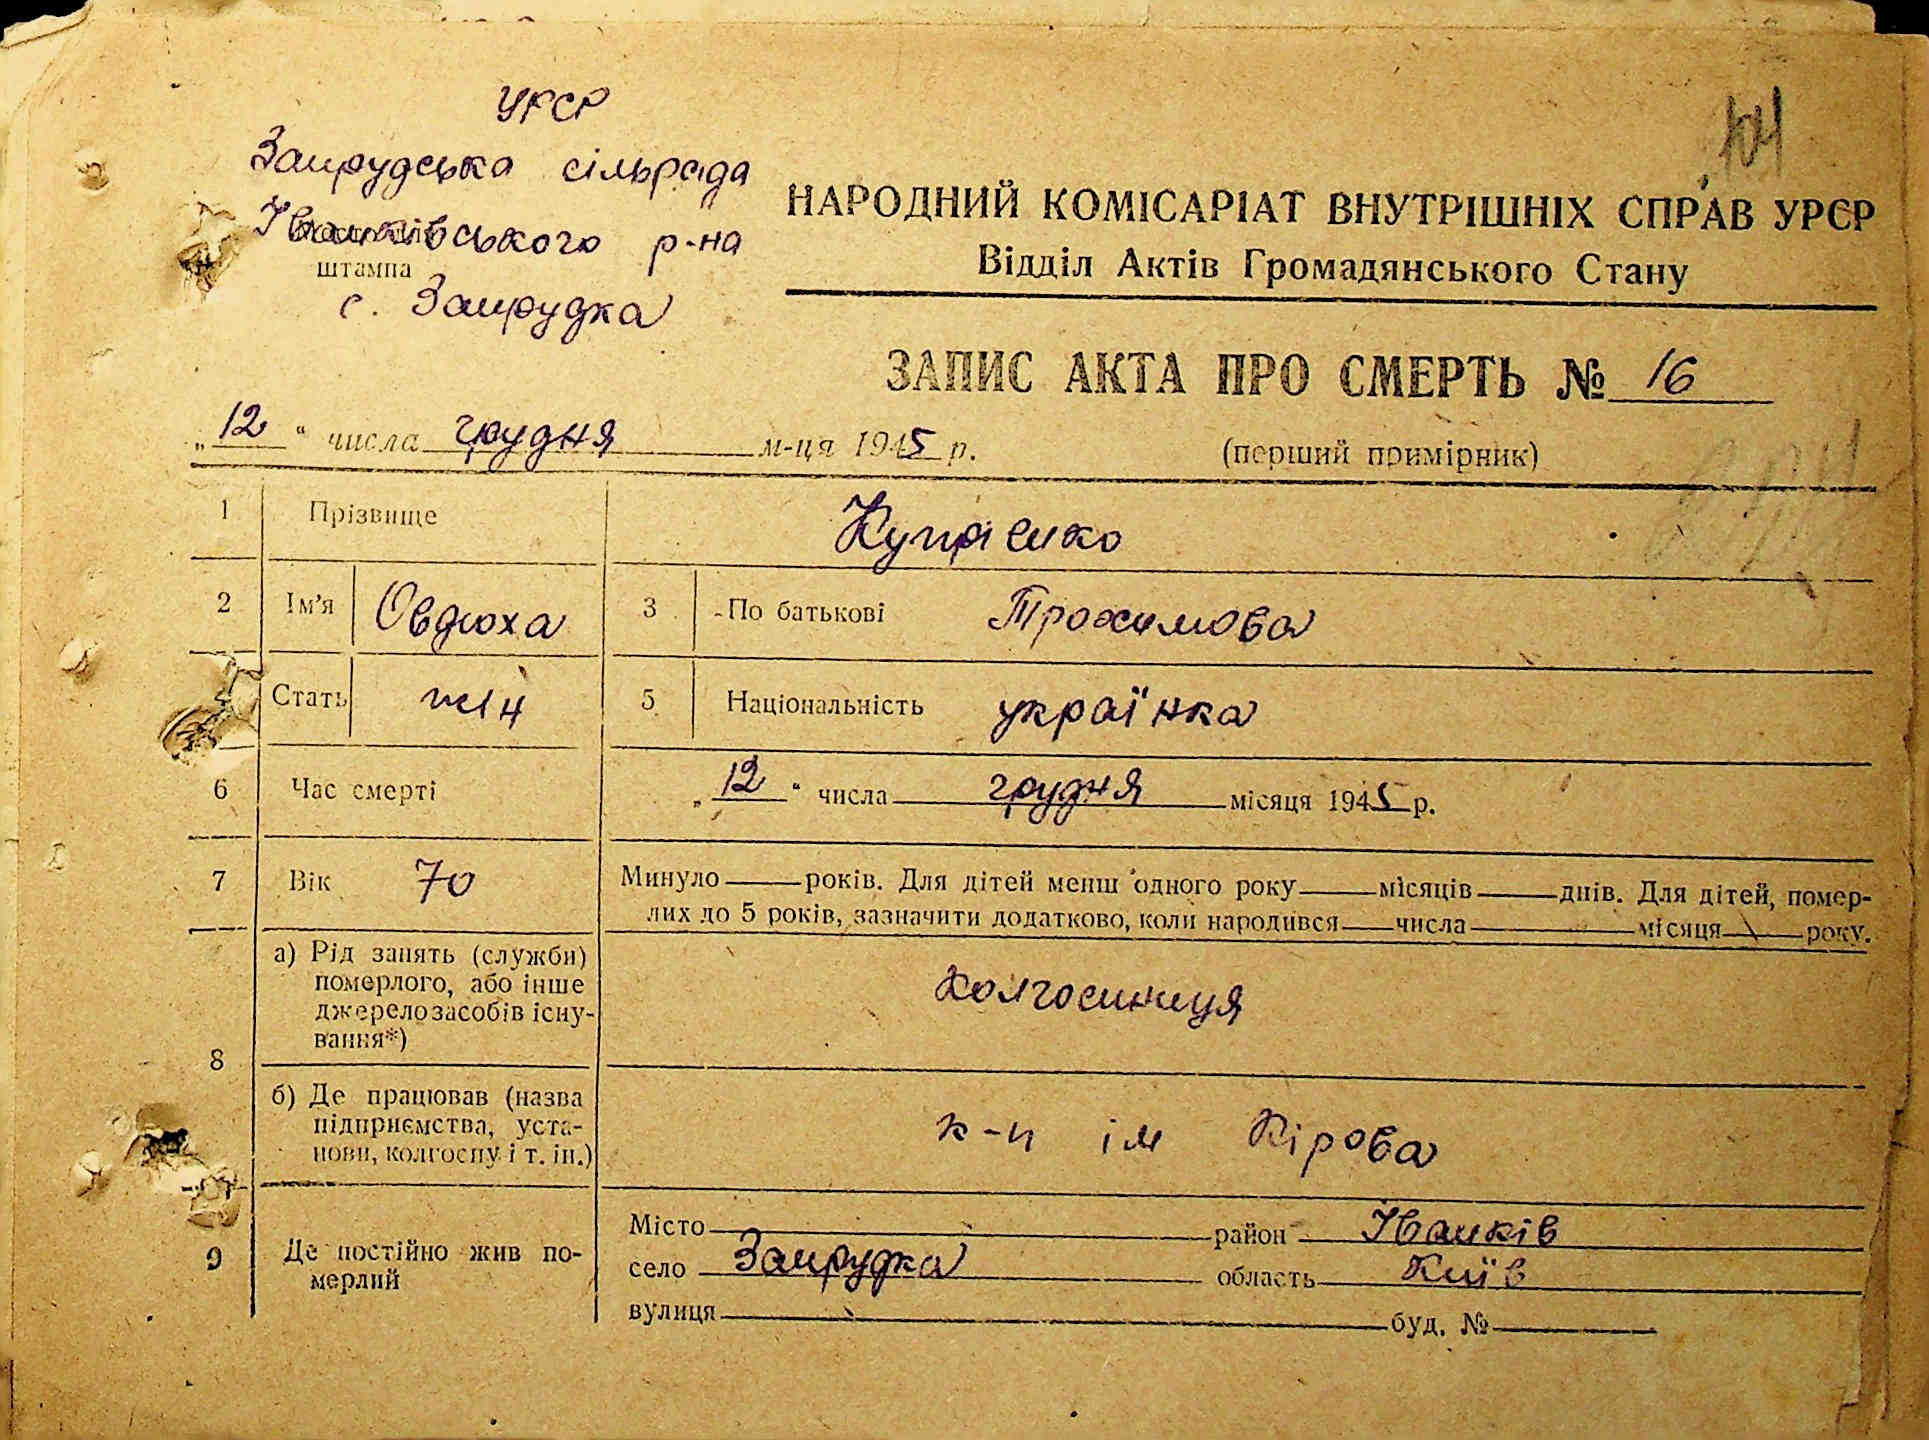 УРСР
Запрудська сільрада
Іванківського р-на
штампа
с. Запрудка
НАРОДНИЙ КОМІСАРІАТ ВНУТРІШНІХ СПРАВ УРСР
Відділ Актів Громадянського Стану
ЗАПИС АКТА ПРО СМЕРТЬ № 16
„12“ числа грудня м-ця 1945 р.
(перший примірник)
1 Прізвище Купрієнко
2 Ім’я Овдюха 3 По батькові Трохимова
Стать жін 5 Національність українка
6 Час смерті „12“ числа грудня місяця 1945 р.
7 Вік 70 Минуло років. Для дітей менш одного року місяців днів. Для дітей, помер-
лих до 5 років, зазначити додатково, коли народився числа місяця року.
8 а) Рід занять (служби)
померлого, або інше
джерело засобів існу-
вання*)
колгоспниця
б) Де працював (назва
підприємства, уста-
нови, колгоспу і т. ін.)
к-п ім Кірова
9 Де постійно жив по-
мерлий
Місто район Іванків
село Запрудка область Київ
вулиця буд. №